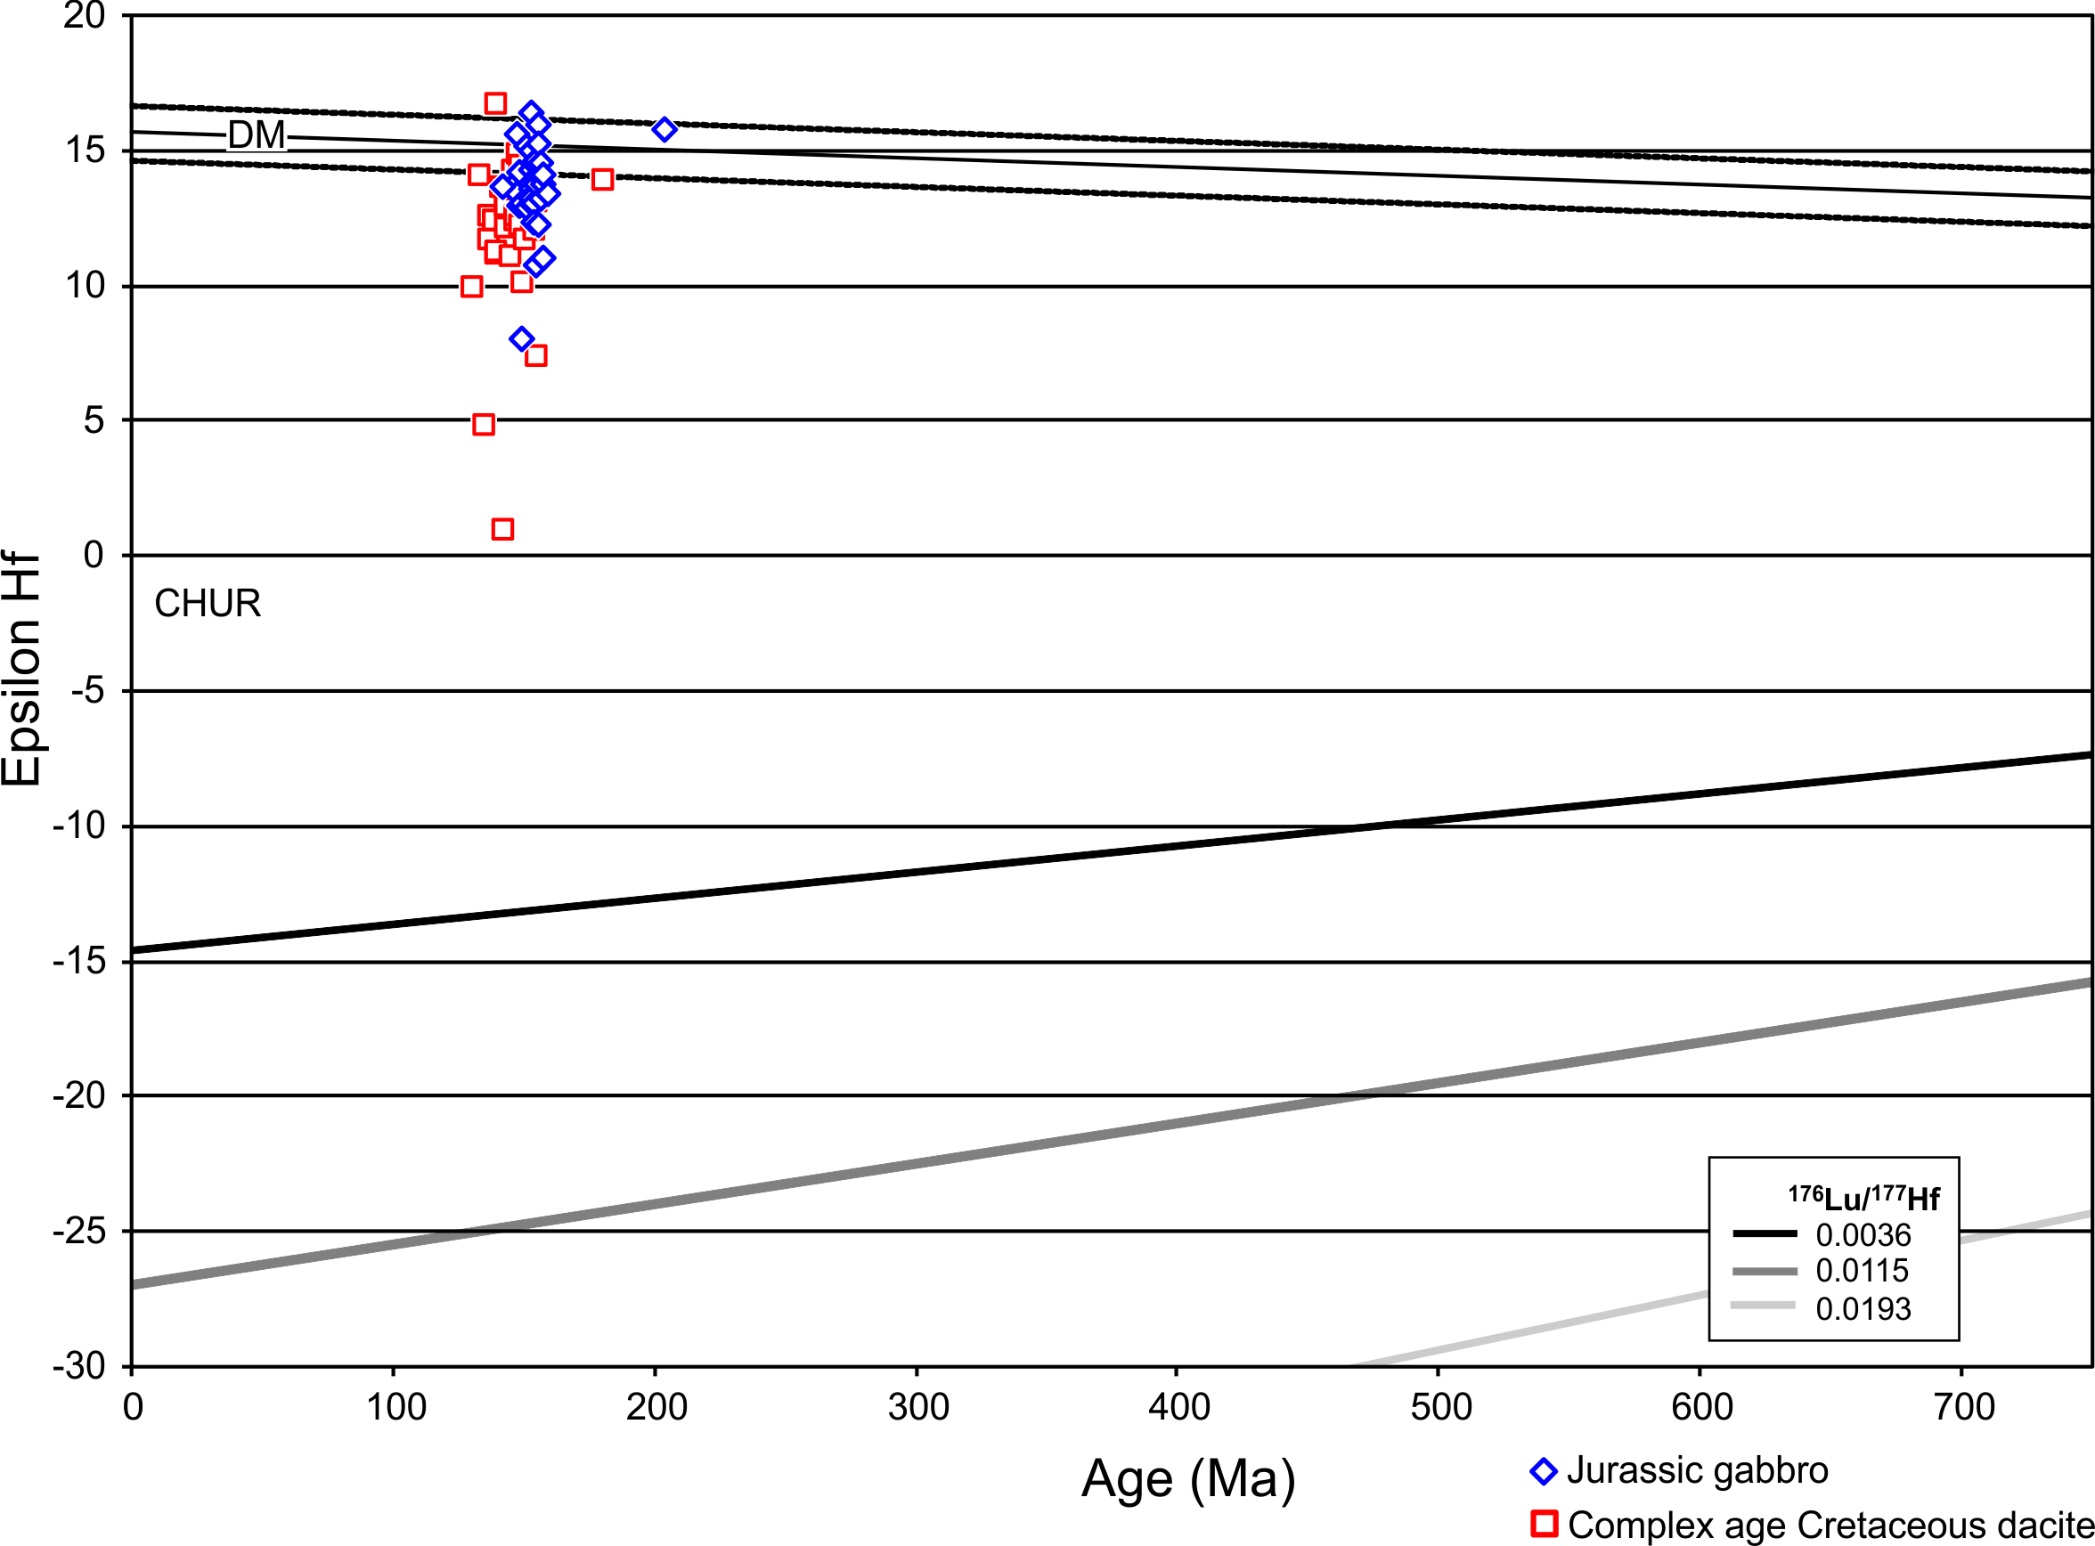 20
15
10
5
0
-5
-10
-15
-20
-25
-30
Epsilon Hf
DM
CHUR
¹⁷⁶Lu/¹⁷⁷Hf
0.0036
0.0115
0.0193
0 100 200 300 400 500 600 700
Age (Ma)
Jurassic gabbro
Complex age Cretaceous dacite